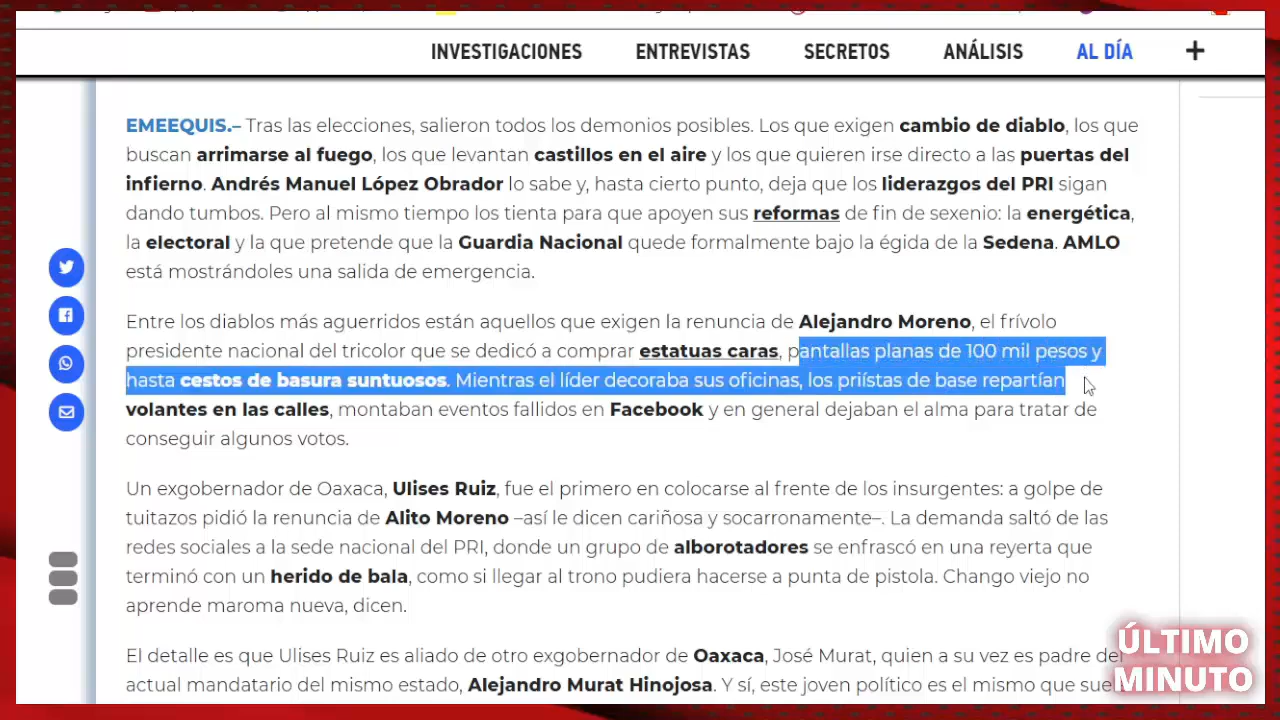 INVESTIGACIONES ENTREVISTAS SECRETOS ANÁLISIS AL DÍA +
EMEEQUIS.– Tras las elecciones, salieron todos los demonios posibles. Los que exigen cambio de diablo, los que
buscan arrimarse al fuego, los que levantan castillos en el aire y los que quieren irse directo a las puertas del
infierno. Andrés Manuel López Obrador lo sabe y, hasta cierto punto, deja que los liderazgos del PRI sigan
dando tumbos. Pero al mismo tiempo los tienta para que apoyen sus reformas de fin de sexenio: la energética,
la electoral y la que pretende que la Guardia Nacional quede formalmente bajo la égida de la Sedena. AMLO
está mostrándoles una salida de emergencia.
Entre los diablos más aguerridos están aquellos que exigen la renuncia de Alejandro Moreno, el frívolo
presidente nacional del tricolor que se dedicó a comprar estatuas caras, pantallas planas de 100 mil pesos y
hasta cestos de basura suntuosos. Mientras el líder decoraba sus oficinas, los priístas de base repartían
volantes en las calles, montaban eventos fallidos en Facebook y en general dejaban el alma para tratar de
conseguir algunos votos.
Un exgobernador de Oaxaca, Ulises Ruiz, fue el primero en colocarse al frente de los insurgentes: a golpe de
tuitazos pidió la renuncia de Alito Moreno –así le dicen cariñosa y socarronamente–. La demanda saltó de las
redes sociales a la sede nacional del PRI, donde un grupo de alborotadores se enfrascó en una reyerta que
terminó con un herido de bala, como si llegar al trono pudiera hacerse a punta de pistola. Chango viejo no
aprende maroma nueva, dicen.
El detalle es que Ulises Ruiz es aliado de otro exgobernador de Oaxaca, José Murat, quien a su vez es padre del
actual mandatario del mismo estado, Alejandro Murat Hinojosa. Y sí, este joven político es el mismo que
ÚLTIMO
MINUTO